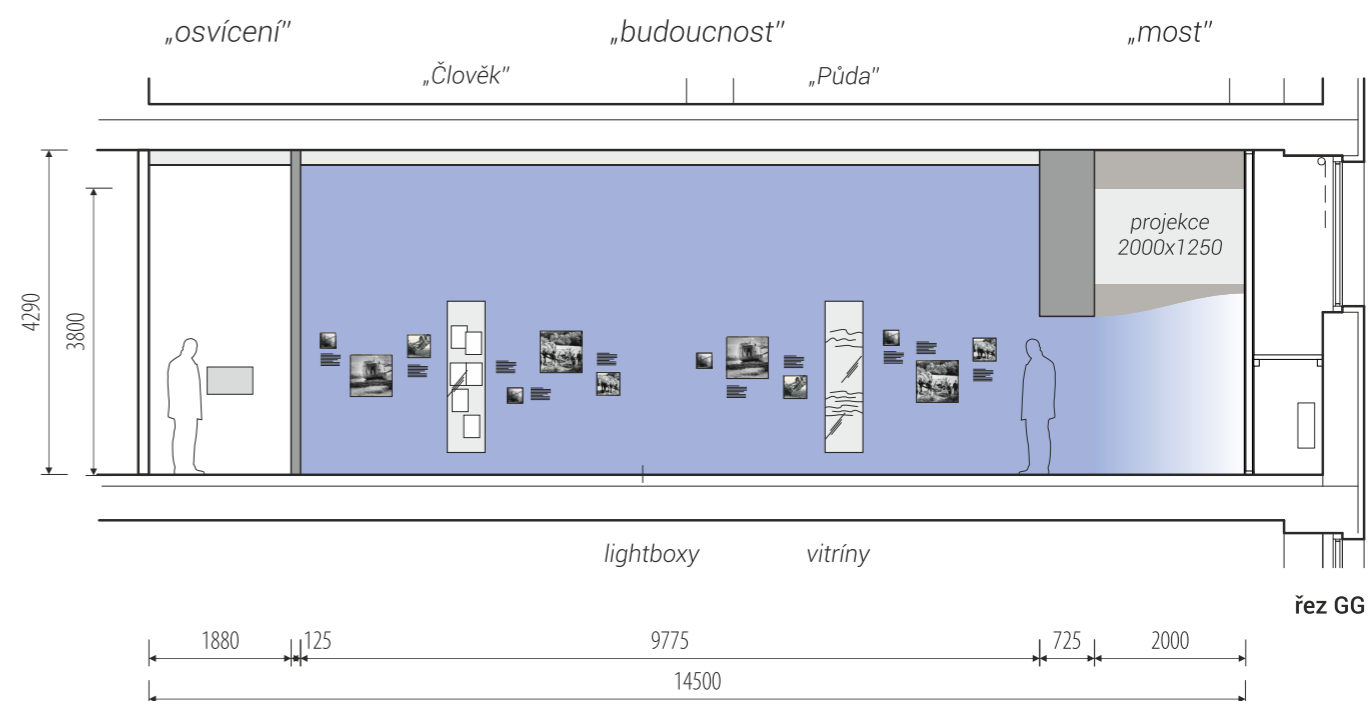 „osvícení"
„budoucnost"
„most"
„Člověk"
„Půda"
4290
3800
projekce
2000x1250
lightboxy
vitríny
řez GG
1880
125
9775
725
2000
14500